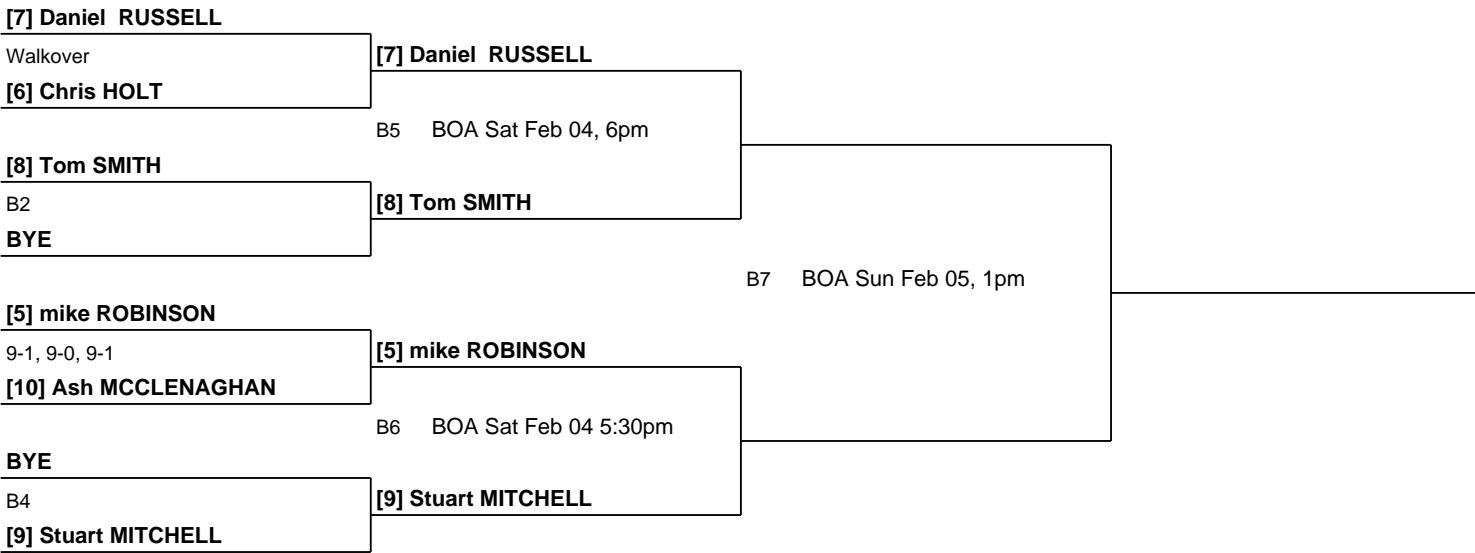 [7] Daniel  RUSSELL
Walkover
[7] Daniel  RUSSELL
[6] Chris HOLT
B5 BOA Sat Feb 04, 6pm
[8] Tom SMITH
B2
[8] Tom SMITH
BYE
B7 BOA Sun Feb 05, 1pm
[5] mike ROBINSON
9-1, 9-0, 9-1
[5] mike ROBINSON
[10] Ash MCCLENAGHAN
B6 BOA Sat Feb 04 5:30pm
BYE
B4
[9] Stuart MITCHELL
[9] Stuart MITCHELL